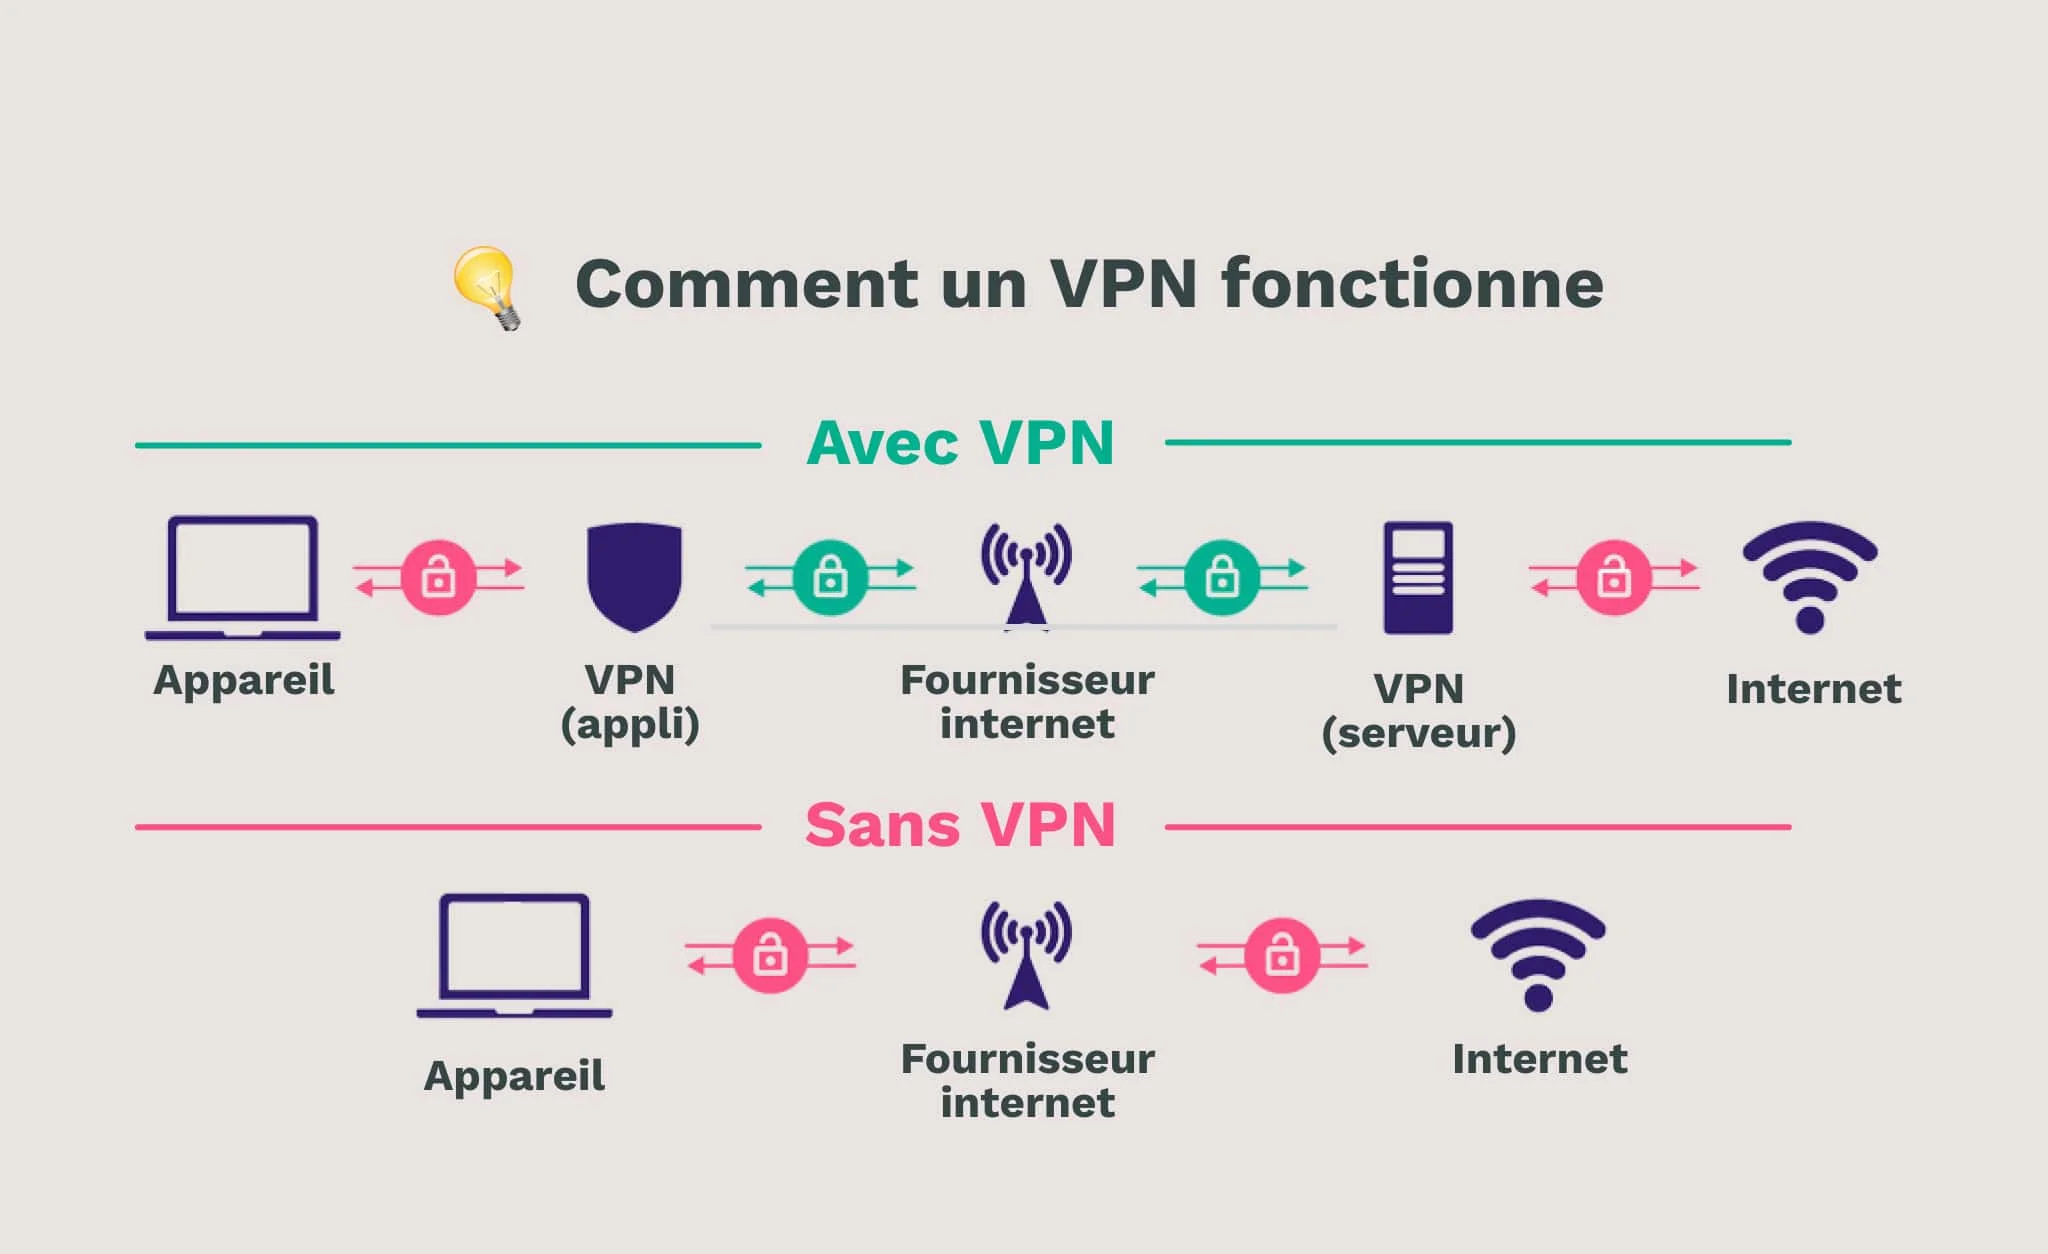 Comment un VPN fonctionne
Avec VPN
Appareil
VPN
(appli)
Fournisseur
internet
VPN
(serveur)
Internet
Sans VPN
Appareil
Fournisseur
internet
Internet